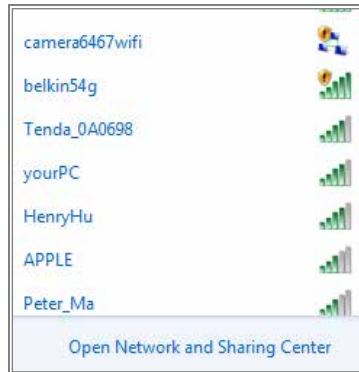 camera6467wifi
belkin54g
Tenda_0A0698
yourPC
HenryHu
APPLE
Peter_Ma
Open Network and Sharing Center